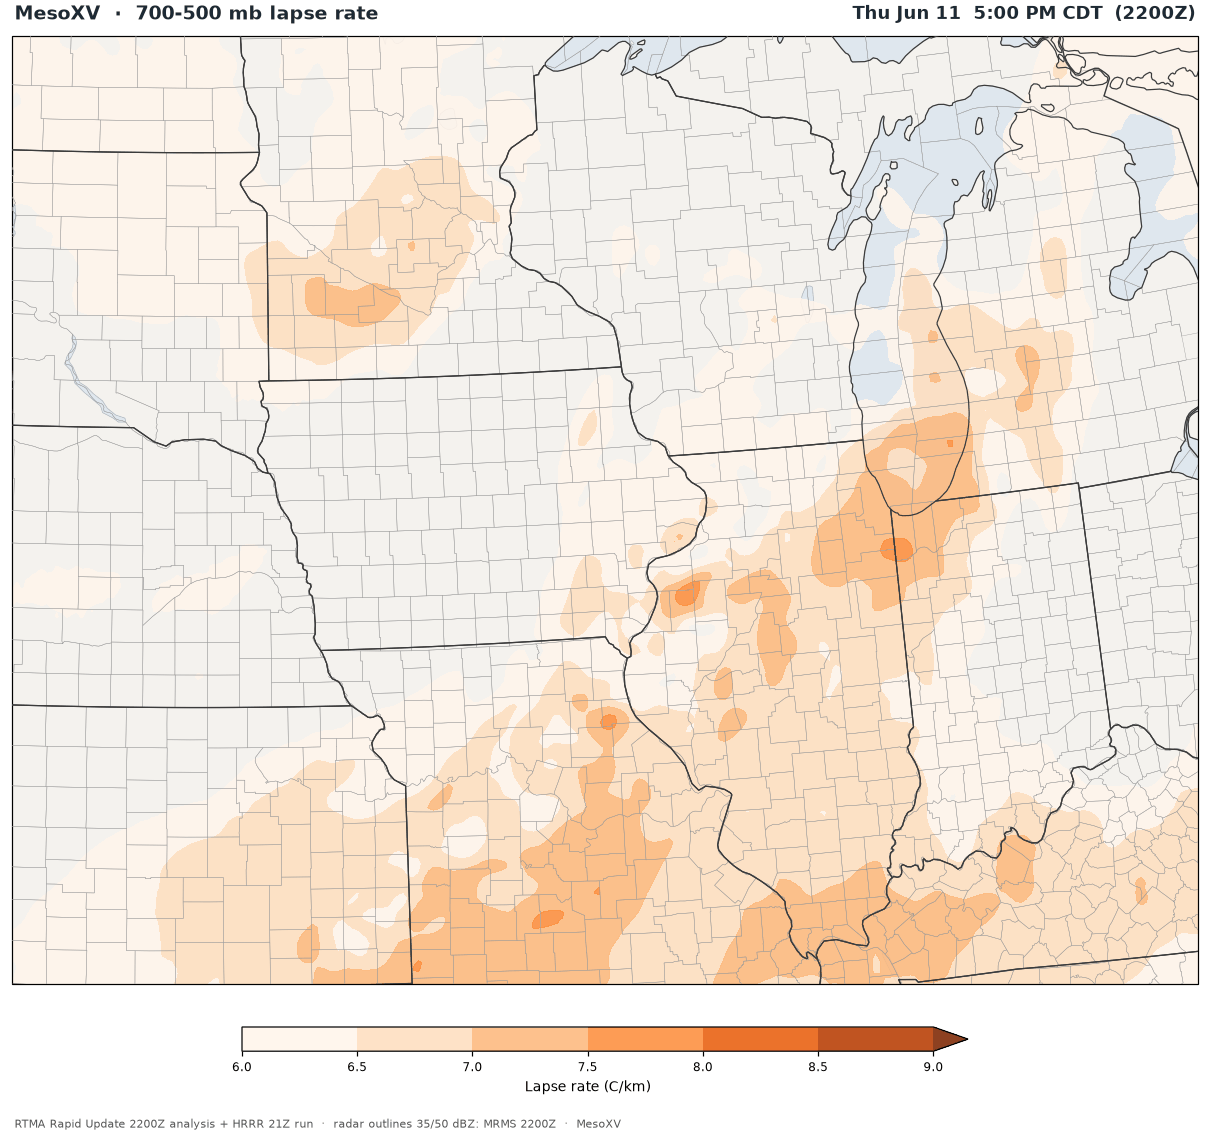 MesoXV · 700-500 mb lapse rate
Thu Jun 11 5:00 PM CDT (2200Z)
6.0 6.5 7.0 7.5 8.0 8.5 9.0
Lapse rate (C/km)
RTMA Rapid Update 2200Z analysis + HRRR 21Z run · radar outlines 35/50 dBZ: MRMS 2200Z · MesoXV